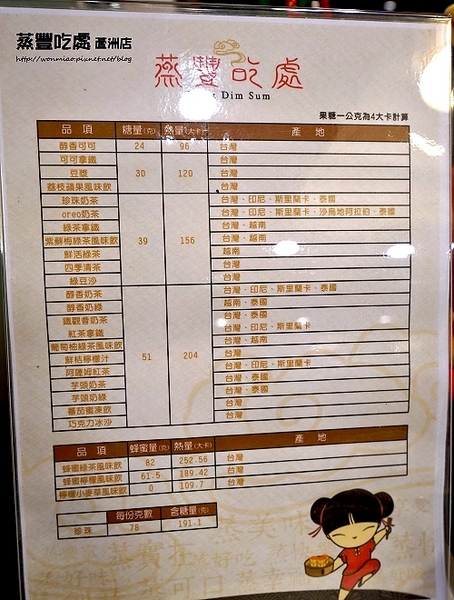 蒸豐吃處 蘆洲店
http://wonmiao.pixnet.net/blog
蒸豐吃處
Dim Sum
果糖一公克為4大卡計算
品項 糖量(克) 熱量(大卡) 產地
醇香可可 24 96 台灣
可可拿鐵 台灣
豆漿 30 120 台灣
荔枝蘋果風味飲 台灣
珍珠奶茶 台灣、印尼、斯里蘭卡、泰國
oreo奶茶 台灣、印尼、斯里蘭卡、沙烏地阿拉伯、泰國
綠茶拿鐵 台灣、越南
紫蘇梅綠茶風味飲 39 156 台灣、越南
鮮活綠茶 越南
四季清茶 台灣
綠豆沙 台灣
醇香奶茶 台灣、印尼、斯里蘭卡、泰國
醇香奶綠 越南、泰國
鐵觀音奶茶 台灣、泰國
紅茶拿鐵 台灣、印尼、斯里蘭卡
葡萄柚綠茶風味飲 台灣、越南
鮮桔檸檬汁 51 204 台灣
阿薩姆紅茶 台灣、印尼、斯里蘭卡
芋頭奶茶 台灣、泰國
芋頭奶綠 台灣、泰國
蕃茄蜜凍飲 台灣
巧克力冰沙 台灣
品項 蜂蜜量(克) 熱量(大卡) 產地
蜂蜜綠茶風味飲 82 252.56 台灣
蜂蜜檸檬風味飲 61.5 189.42 台灣
檸檬小麥草風味飲 0 109.7 台灣
每份克數 含糖量(克)
珍珠 78 191.1